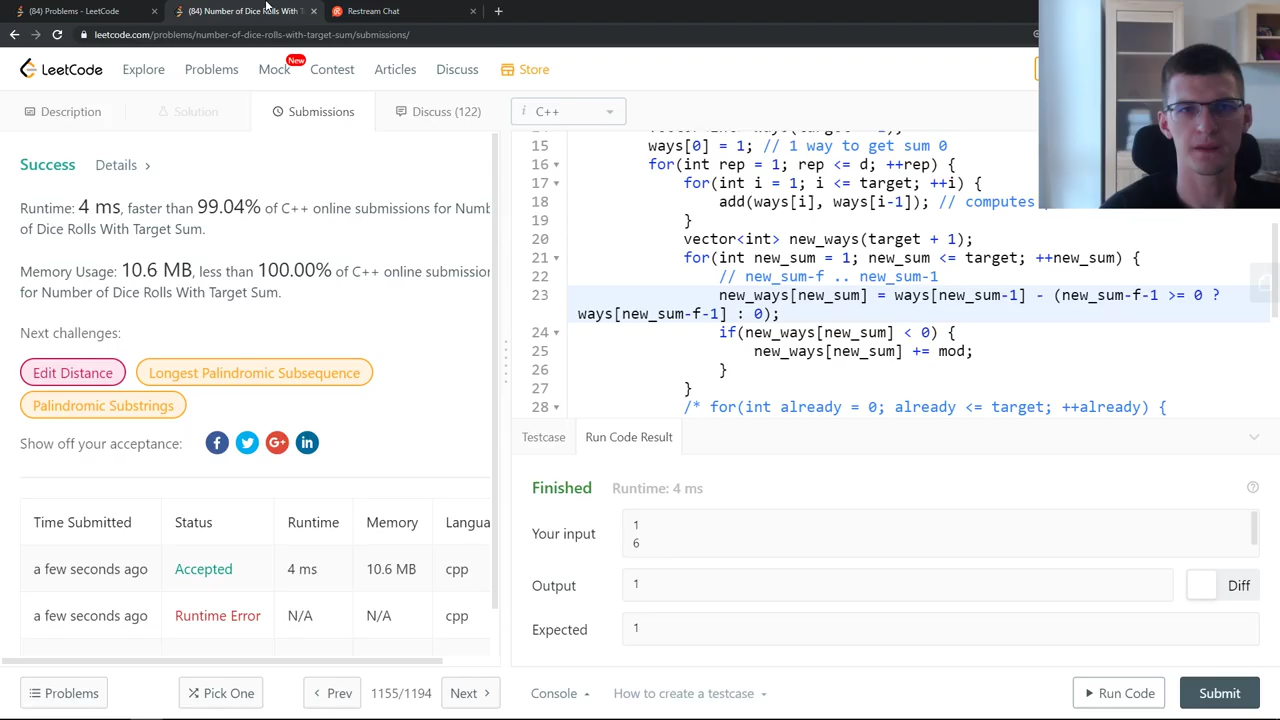 (84) Problems - LeetCode
(84) Number of Dice Rolls With T
Restream Chat
leetcode.com/problems/number-of-dice-rolls-with-target-sum/submissions/
LeetCode
Explore
Problems
Mock
New
Contest
Articles
Discuss
Store
Description
Solution
Submissions
Discuss (122)
i C++
Success
Details
Runtime: 4 ms, faster than 99.04% of C++ online submissions for Numb
of Dice Rolls With Target Sum.
Memory Usage: 10.6 MB, less than 100.00% of C++ online submission
for Number of Dice Rolls With Target Sum.
Next challenges:
Edit Distance
Longest Palindromic Subsequence
Palindromic Substrings
Show off your acceptance:
Time Submitted Status Runtime Memory Langua
a few seconds ago Accepted 4 ms 10.6 MB cpp
a few seconds ago Runtime Error N/A N/A cpp
15 ways[0] = 1; // 1 way to get sum 0
16 for(int rep = 1; rep <= d; ++rep) {
17 for(int i = 1; i <= target; ++i) {
18 add(ways[i], ways[i-1]); // computes
19 }
20 vector<int> new_ways(target + 1);
21 for(int new_sum = 1; new_sum <= target; ++new_sum) {
22 // new_sum-f .. new_sum-1
23 new_ways[new_sum] = ways[new_sum-1] - (new_sum-f-1 >= 0 ?
ways[new_sum-f-1] : 0);
24 if(new_ways[new_sum] < 0) {
25 new_ways[new_sum] += mod;
26 }
27 }
28 /* for(int already = 0; already <= target; ++already) {
Testcase
Run Code Result
Finished
Runtime: 4 ms
Your input
1
6
Output
1
Diff
Expected
1
Problems
Pick One
Prev
1155/1194
Next
Console
How to create a testcase
Run Code
Submit